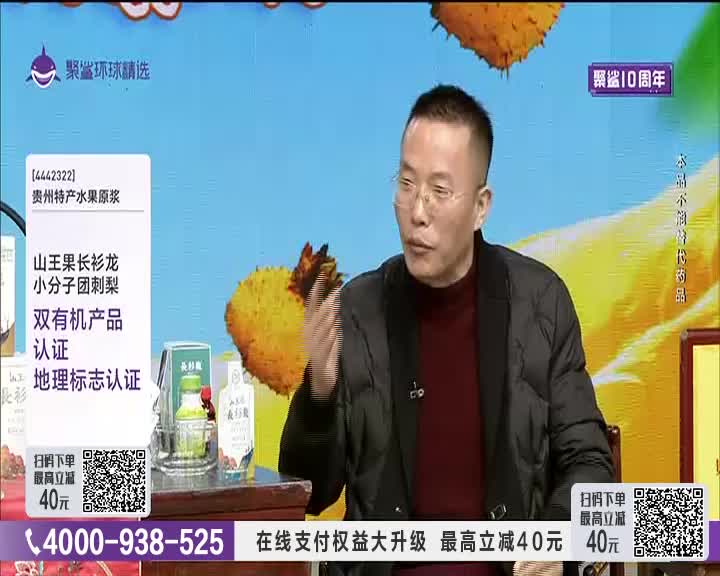 聚鲨环球精选
聚鲨10周年
[4442322]
贵州特产水果原浆
山王果长衫龙
小分子团刺梨
双有机产品
认证
地理标志认证
本品不能替代药品
長衫龍
扫码下单
最高立减
40元
扫码下单
最高立减
40元
4000-938-525
在线支付权益大升级 最高立减40元